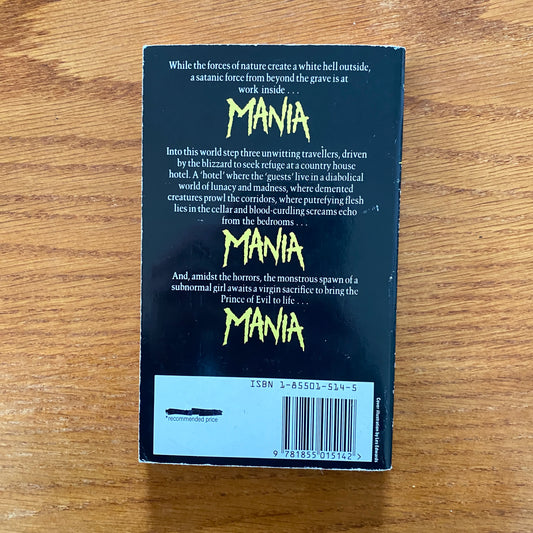 While the forces of nature create a white hell outside,
a satanic force from beyond the grave is at
work inside . . .
MANIA
Into this world step three unwitting travellers, driven
by the blizzard to seek refuge at a country house
hotel. A 'hotel' where the 'guests' live in a diabolical
world of lunacy and madness, where demented
creatures prowl the corridors, where putrefying flesh
lies in the cellar and blood-curdling screams echo
from the bedrooms . . .
MANIA
And, amidst the horrors, the monstrous spawn of a
subnormal girl awaits a virgin sacrifice to bring the
Prince of Evil to life . . .
MANIA
ISBN 1-85501-514-5
*recommended price
9 781855 015142 >
Cover illustration by Les Edwards